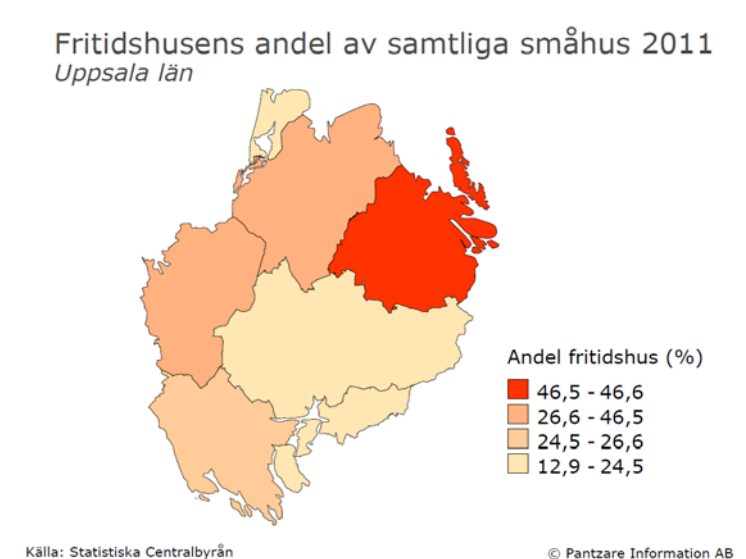 Fritidshusens andel av samtliga småhus 2011
Uppsala län
Andel fritidshus (%)
46,5 - 46,6
26,6 - 46,5
24,5 - 26,6
12,9 - 24,5
Källa: Statistiska Centralbyrån
© Pantzare Information AB